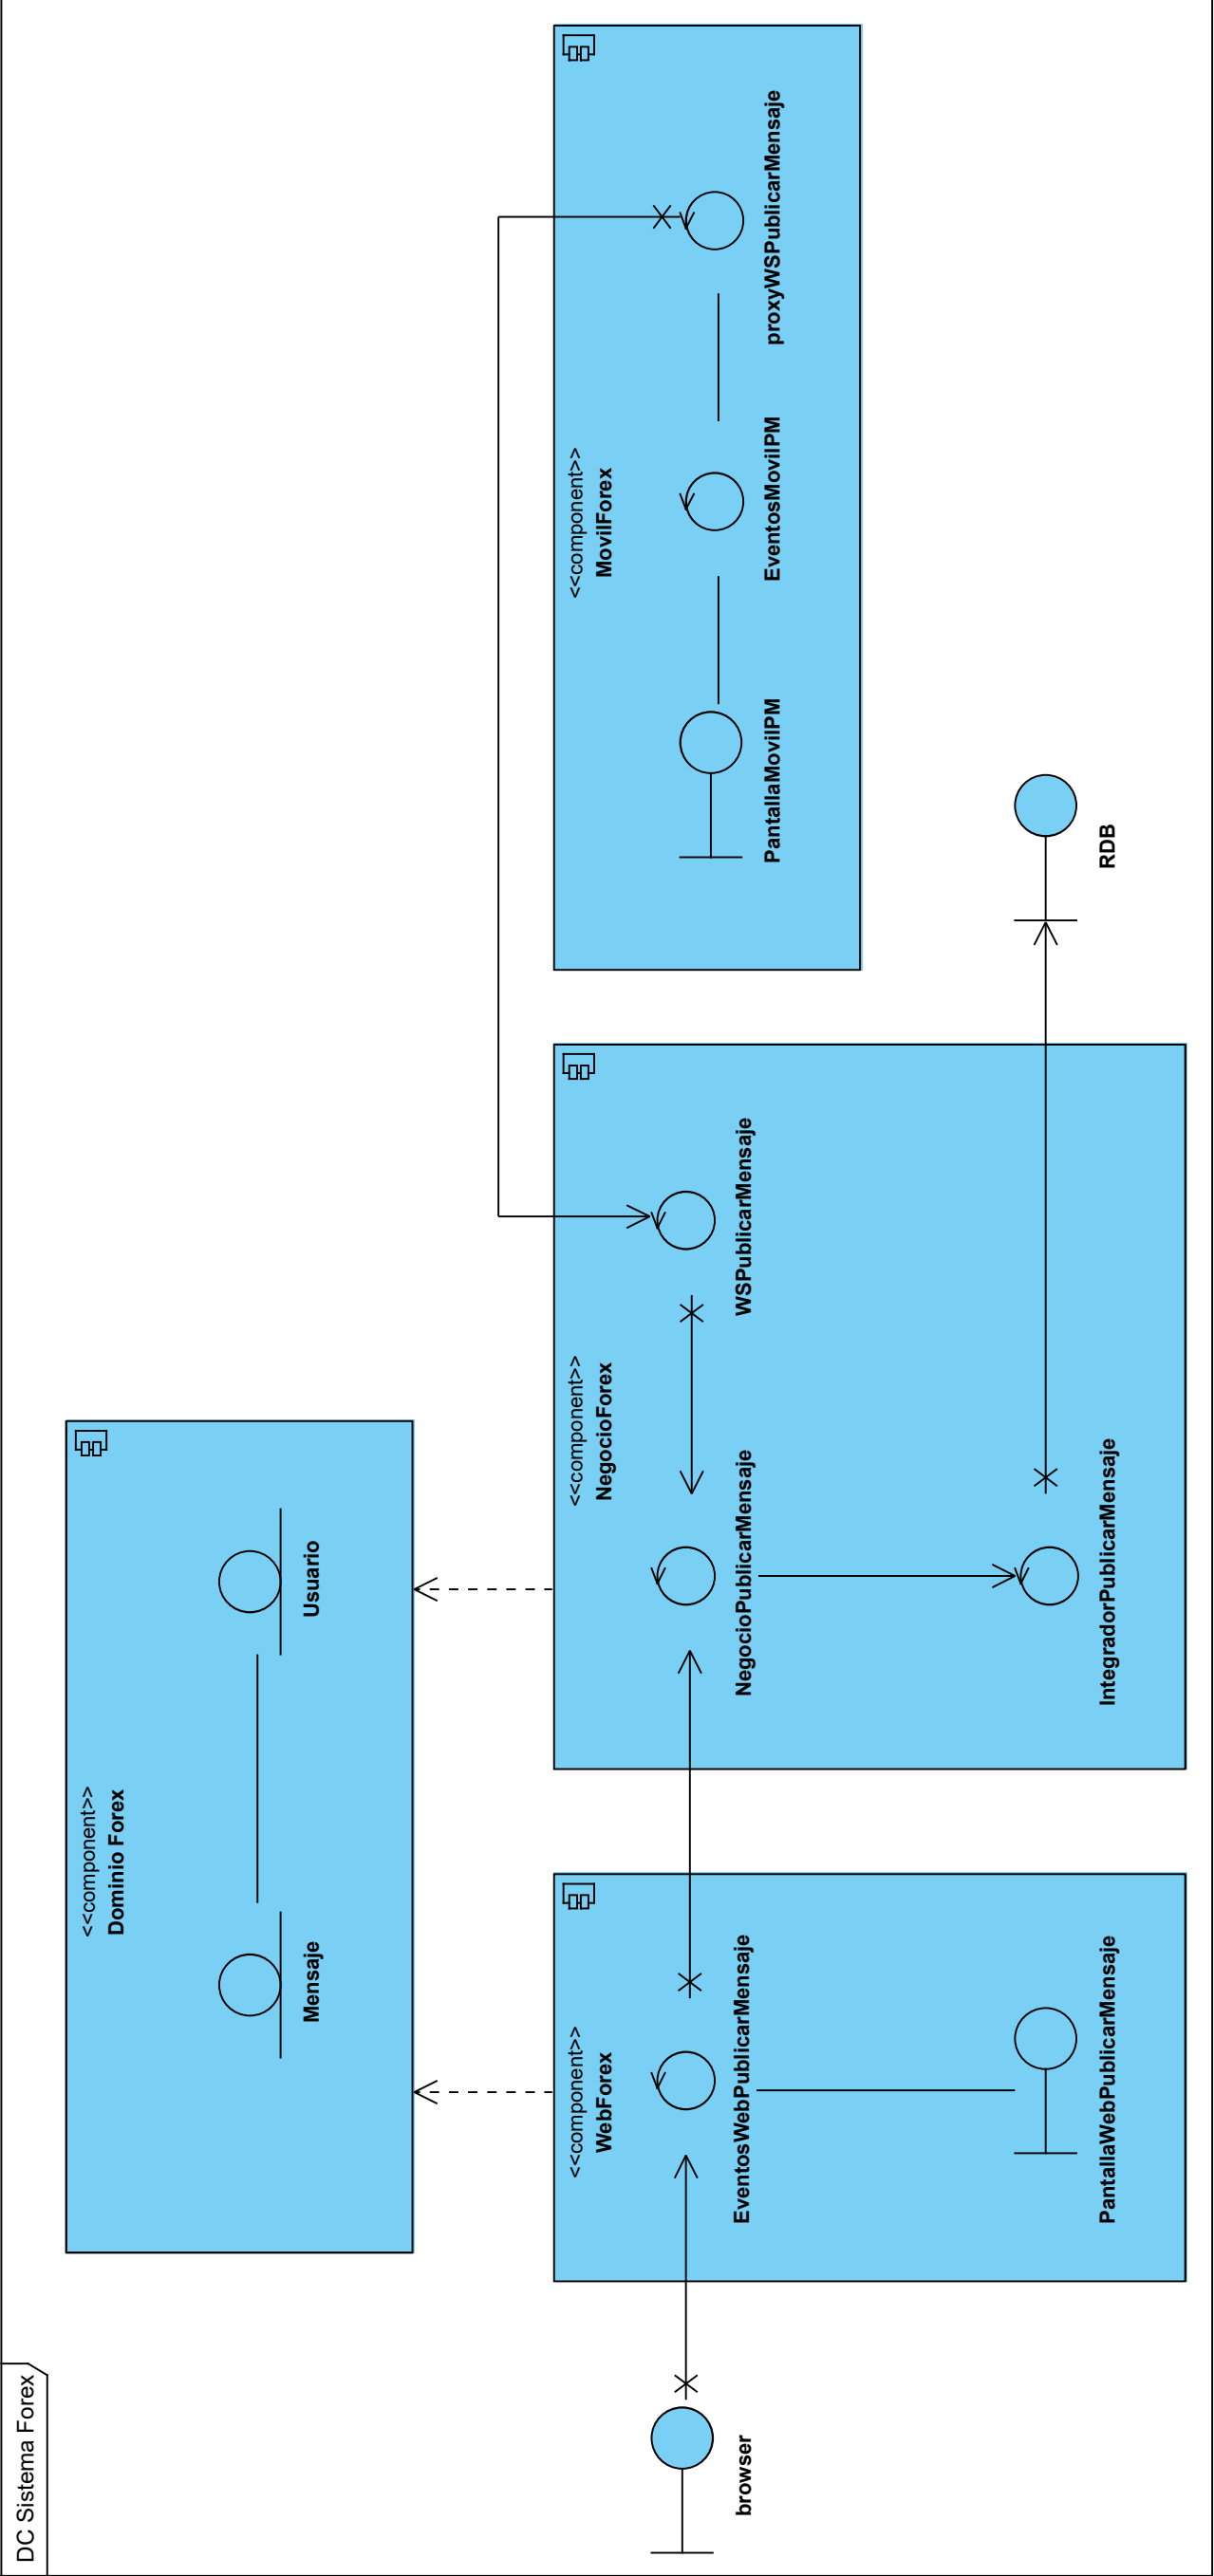 DC Sistema Forex
<<component>>
Dominio Forex
Mensaje
Usuario
browser
<<component>>
WebForex
EventosWebPublicarMensaje
PantallaWebPublicarMensaje
<<component>>
NegocioForex
NegocioPublicarMensaje
WSPublicarMensaje
IntegradorPublicarMensaje
<<component>>
MovilForex
PantallaMovilPM
EventosMovilPM
proxyWSPublicarMensaje
RDB